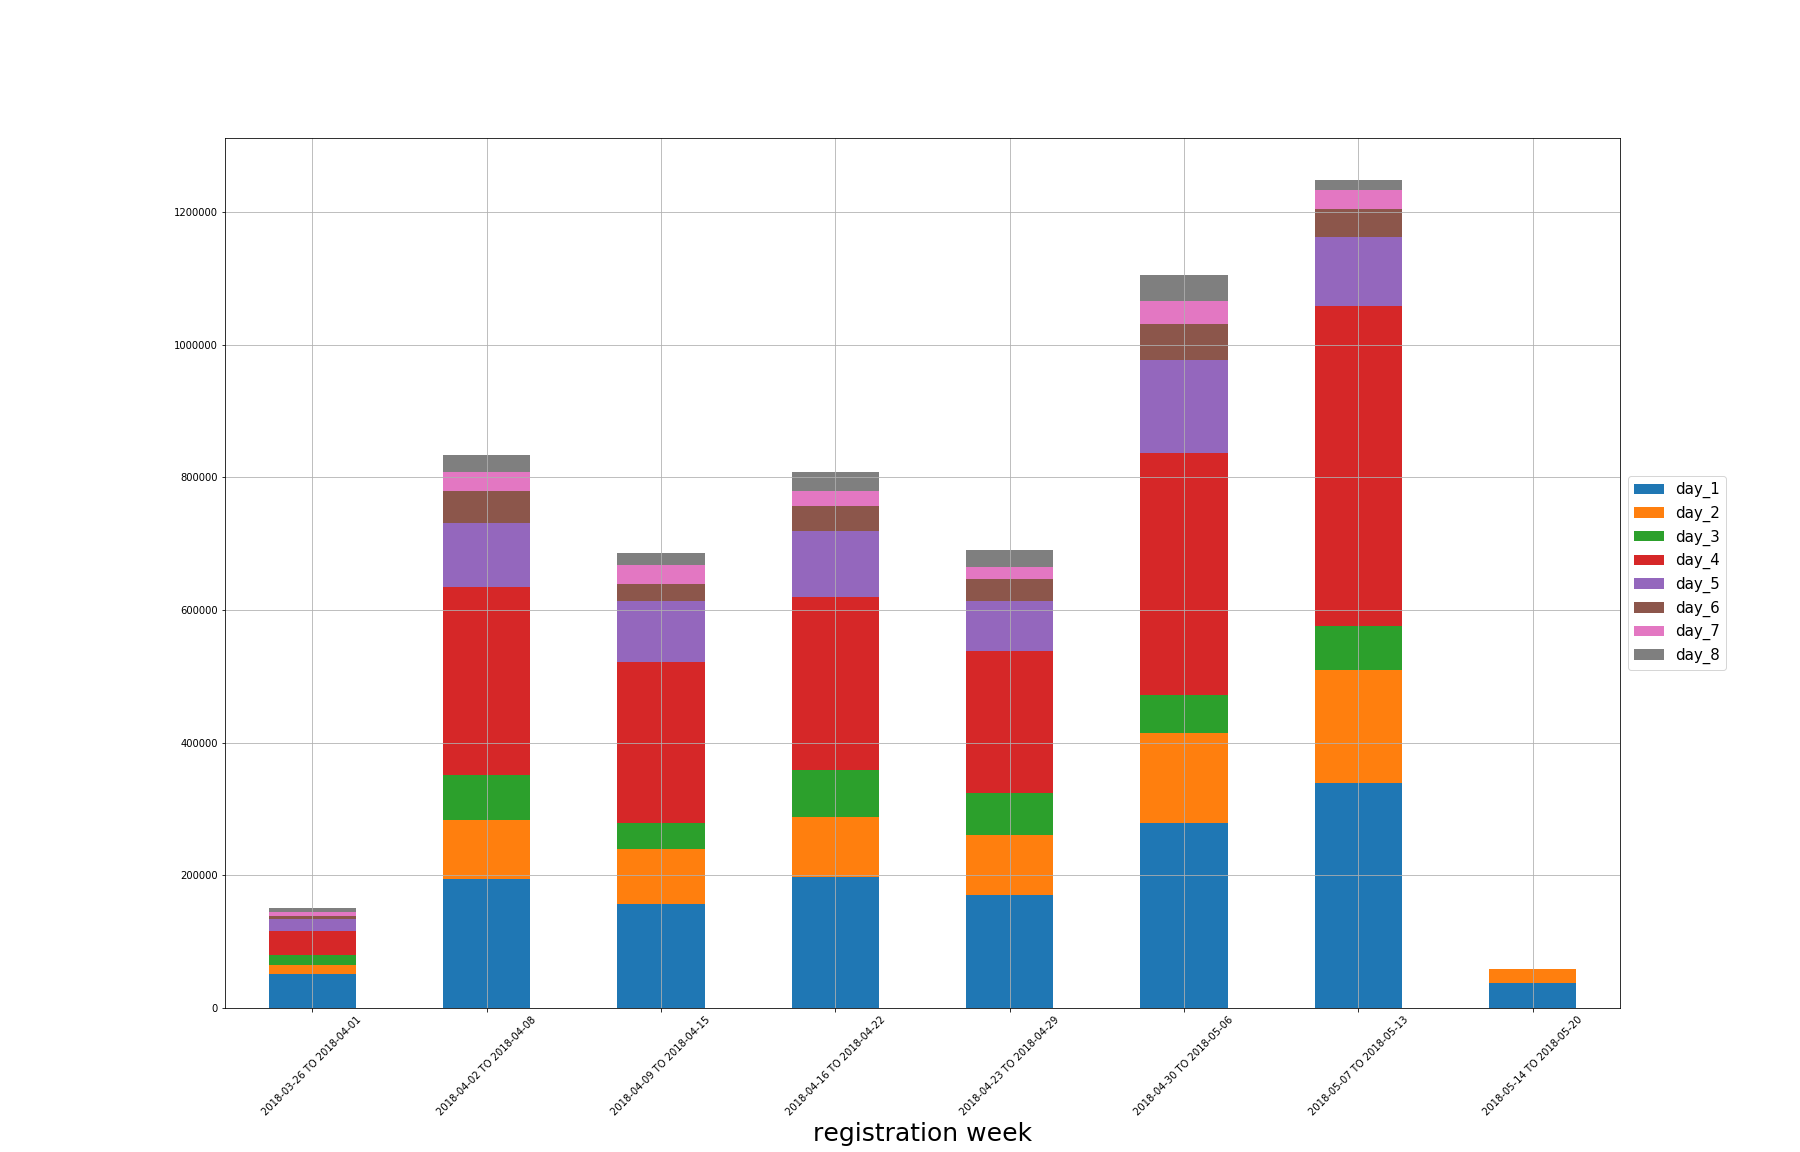 1200000
1000000
800000
600000
400000
200000
0
day_1
day_2
day_3
day_4
day_5
day_6
day_7
day_8
2018-03-26 TO 2018-04-01
2018-04-02 TO 2018-04-08
2018-04-09 TO 2018-04-15
2018-04-16 TO 2018-04-22
2018-04-23 TO 2018-04-29
2018-04-30 TO 2018-05-06
2018-05-07 TO 2018-05-13
2018-05-14 TO 2018-05-20
registration week